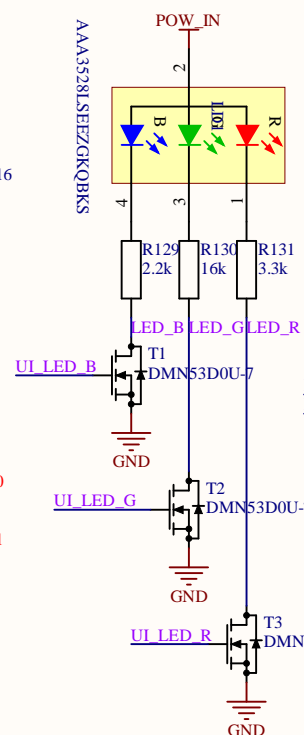 POW_IN
AAA3528LSEEZGKQBKS
2
B
G
R
16
4
3
1
R129
2.2k
R130
16k
R131
3.3k
LED_B
LED_G
LED_R
UI_LED_B
T1
DMN53D0U-7
GND
UI_LED_G
T2
DMN53D0U-
GND
UI_LED_R
T3
DMN
GND